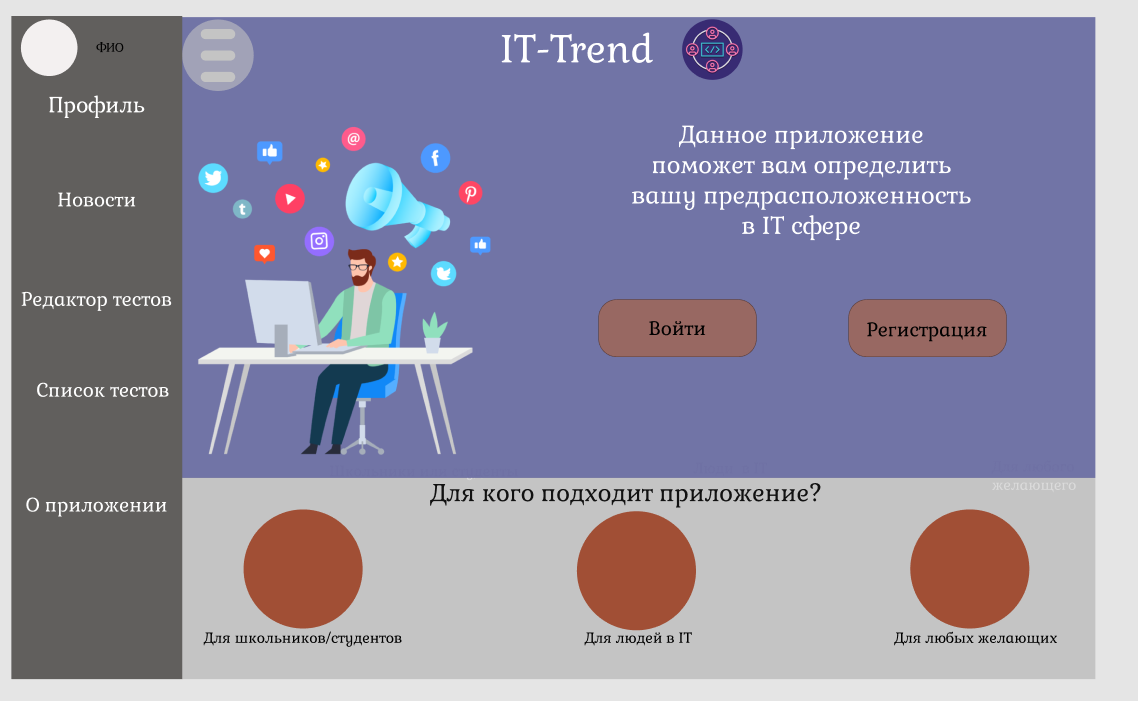 ФИО
Профиль
Новости
Редактор тестов
Список тестов
О приложении
IT-Trend
Данное приложение
поможет вам определить
вашу предрасположенность
в IT сфере
Войти
Регистрация
желающего
Для кого подходит приложение?
Для школьников/студентов
Для людей в IT
Для любых желающих